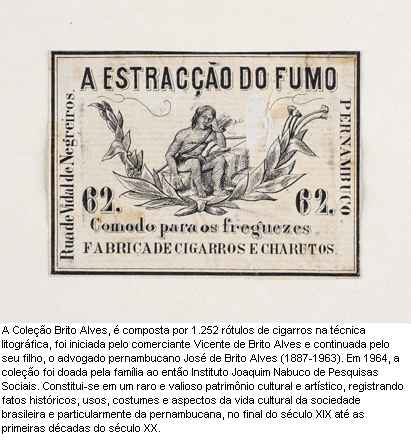 A ESTRACÇÃO DO FUMO
Rua de Vidal de Negreiros.
PERNAMBUCO.
62. 62.
Comodo para os freguezes
FABRICA DE CIGARROS E CHARUTOS.
A Coleção Brito Alves, é composta por 1.252 rótulos de cigarros na técnica
litográfica, foi iniciada pelo comerciante Vicente de Brito Alves e continuada pelo
seu filho, o advogado pernambucano José de Brito Alves (1887-1963). Em 1964, a
coleção foi doada pela família ao então Instituto Joaquim Nabuco de Pesquisas
Sociais. Constitui-se em um raro e valioso patrimônio cultural e artístico, registrando
fatos históricos, usos, costumes e aspectos da vida cultural da sociedade
brasileira e particularmente da pernambucana, no final do século XIX até as
primeiras décadas do século XX.